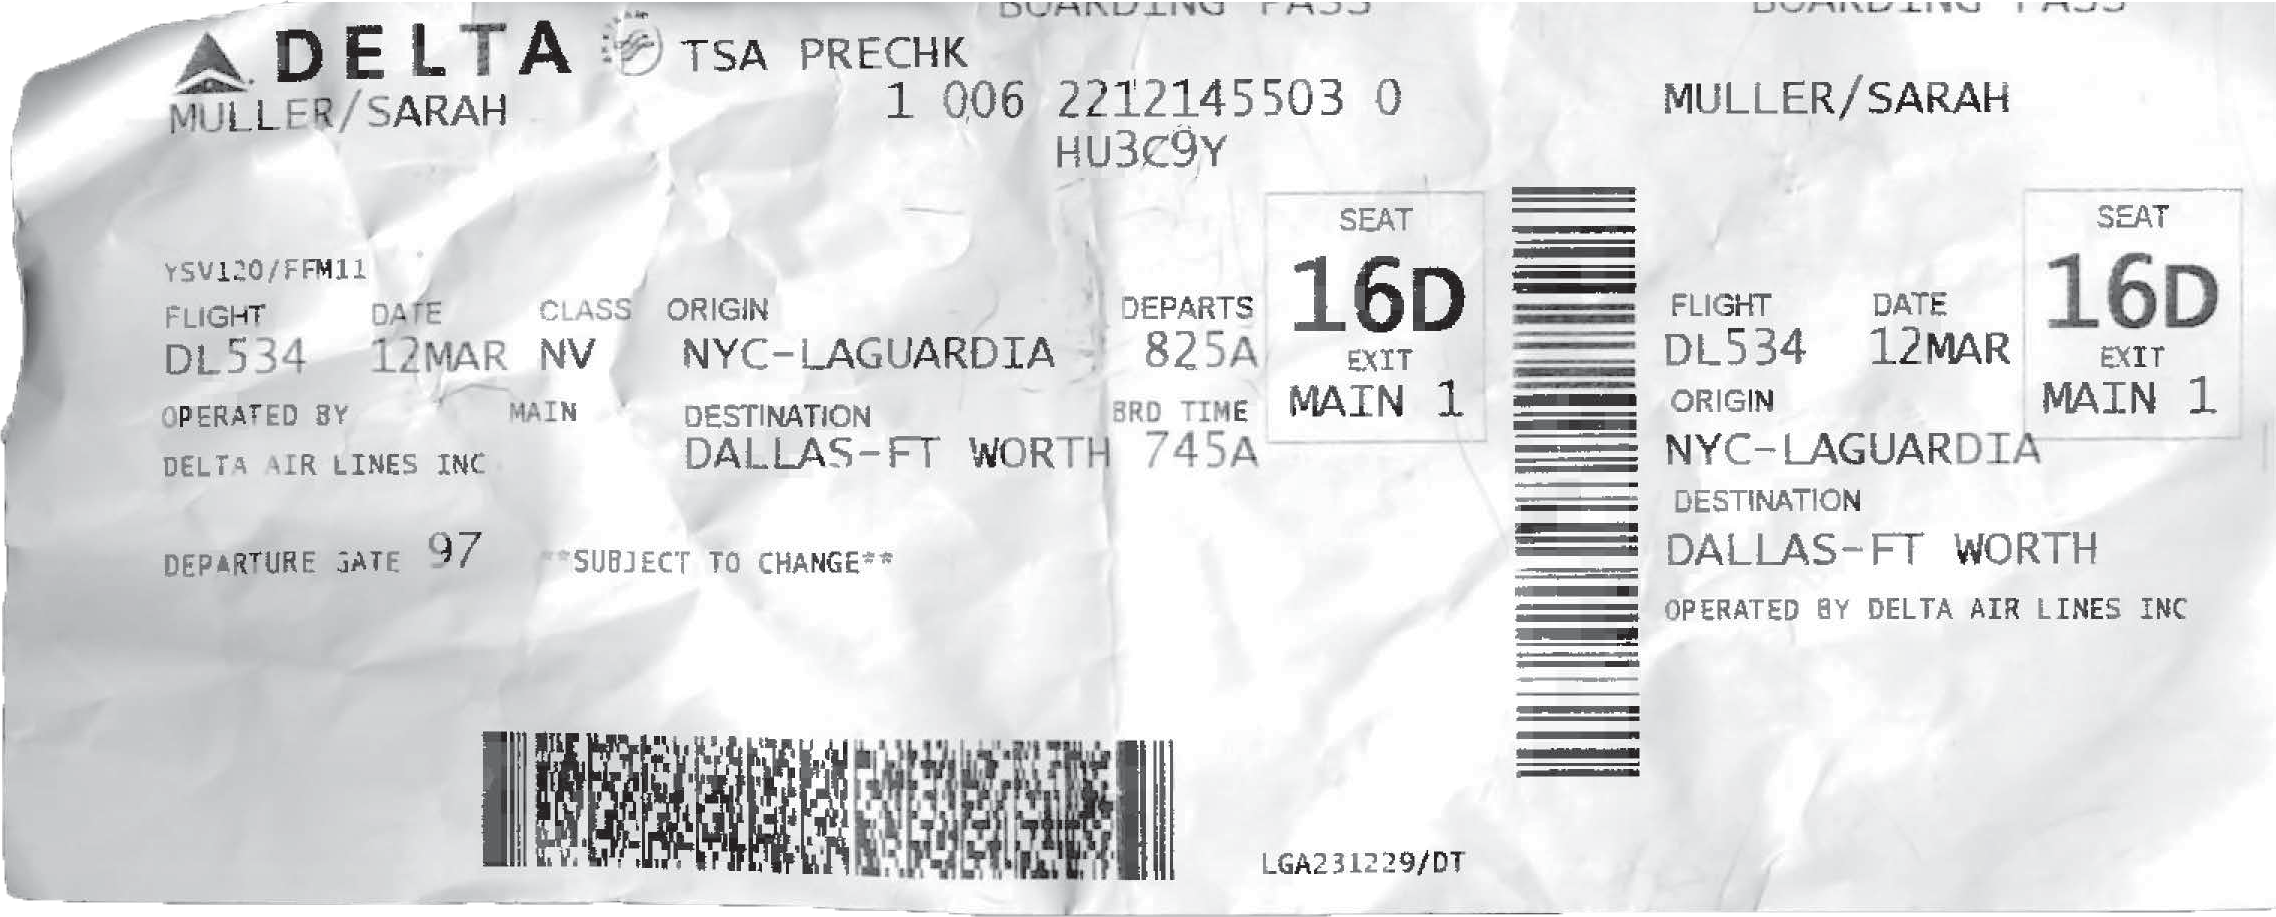 BOARDING PASS
DELTA TSA PRECHK
MULLER/SARAH
1 006 2212145503 0
HU3C9Y
YSV120/FFM11
FLIGHT DATE CLASS ORIGIN DEPARTS
DL534 12MAR NV NYC-LAGUARDIA 825A
OPERATED BY MAIN DESTINATION BRD TIME
DELTA AIR LINES INC DALLAS-FT WORTH 745A
SEAT
16D
EXIT
MAIN 1
DEPARTURE GATE 97 **SUBJECT TO CHANGE**
LGA231229/DT
BOARDING PASS
MULLER/SARAH
SEAT
16D
EXIT
MAIN 1
FLIGHT DATE
DL534 12MAR
ORIGIN
NYC-LAGUARDIA
DESTINATION
DALLAS-FT WORTH
OPERATED BY DELTA AIR LINES INC